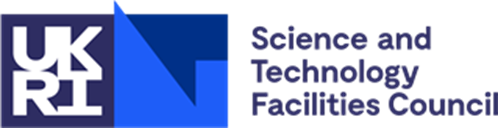 UK
RI
Science and
Technology
Facilities Council